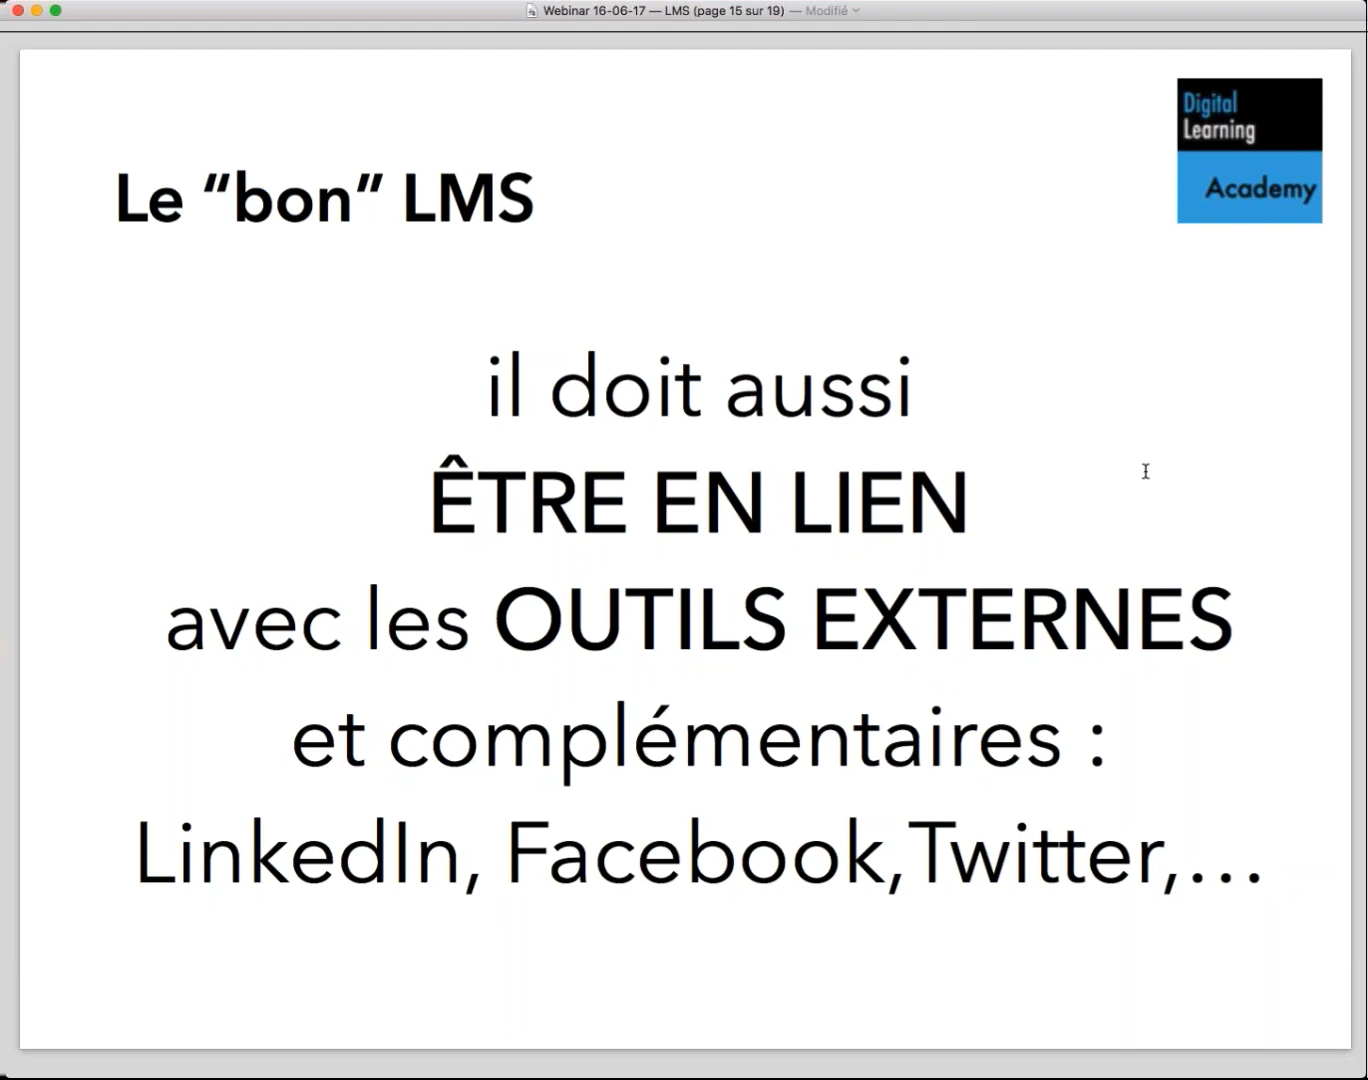 Webinar 16-06-17 — LMS (page 15 sur 19) — Modifié
Digital
Learning
Academy
Le “bon” LMS
il doit aussi
ÊTRE EN LIEN
avec les OUTILS EXTERNES
et complémentaires :
LinkedIn, Facebook,Twitter,...